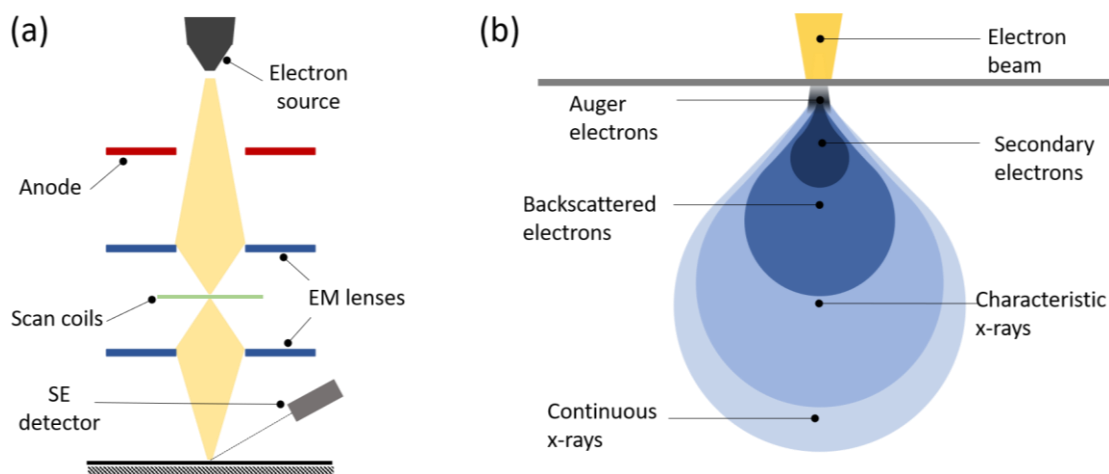 (a)
Electron
source
Anode
EM lenses
Scan coils
SE
detector
(b)
Electron
beam
Auger
electrons
Secondary
electrons
Backscattered
electrons
Characteristic
x-rays
Continuous
x-rays